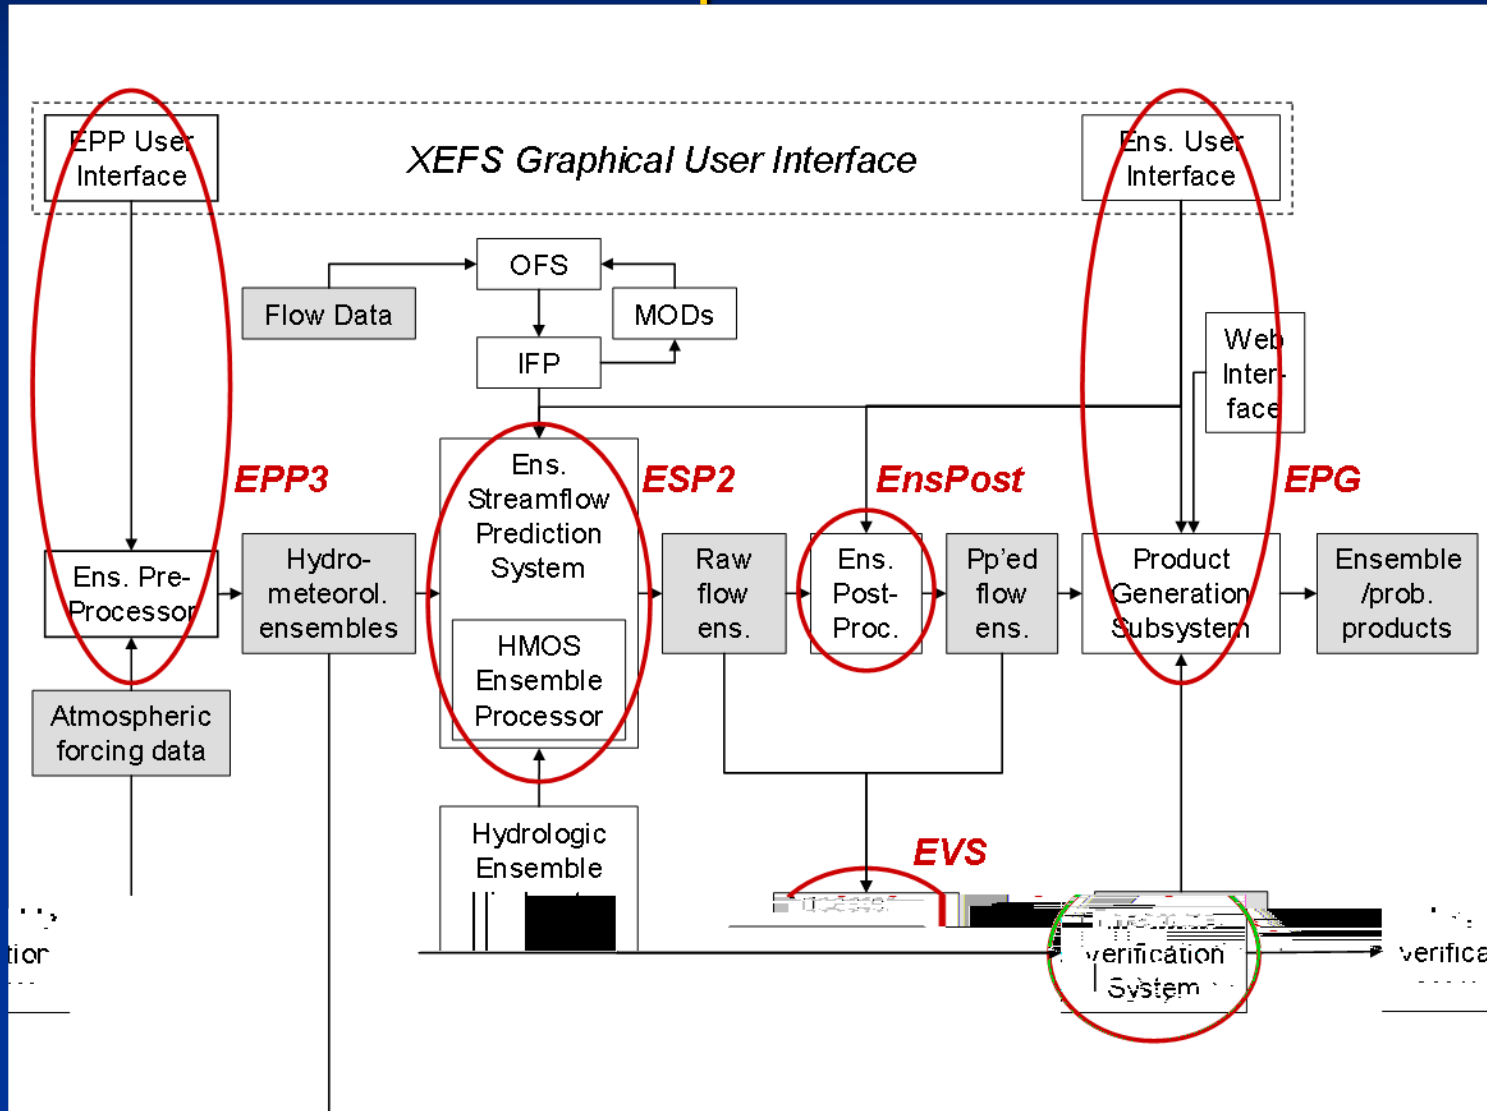 EPP User
Interface
XEFS Graphical User Interface
Ens. User
Interface
OFS
Flow Data
MODs
IFP
Web
Inter-
face
EPP3
Ens.
Streamflow
Prediction
System
ESP2
EnsPost
EPG
Ens. Pre-
Processor
Hydro-
meteorol.
ensembles
HMOS
Ensemble
Processor
Raw
flow
ens.
Ens.
Post-
Proc.
Pp'ed
flow
ens.
Product
Generation
Subsystem
Ensemble
/prob.
products
Atmospheric
forcing data
Hydrologic
Ensemble
EVS
tion
verification
System
verifica